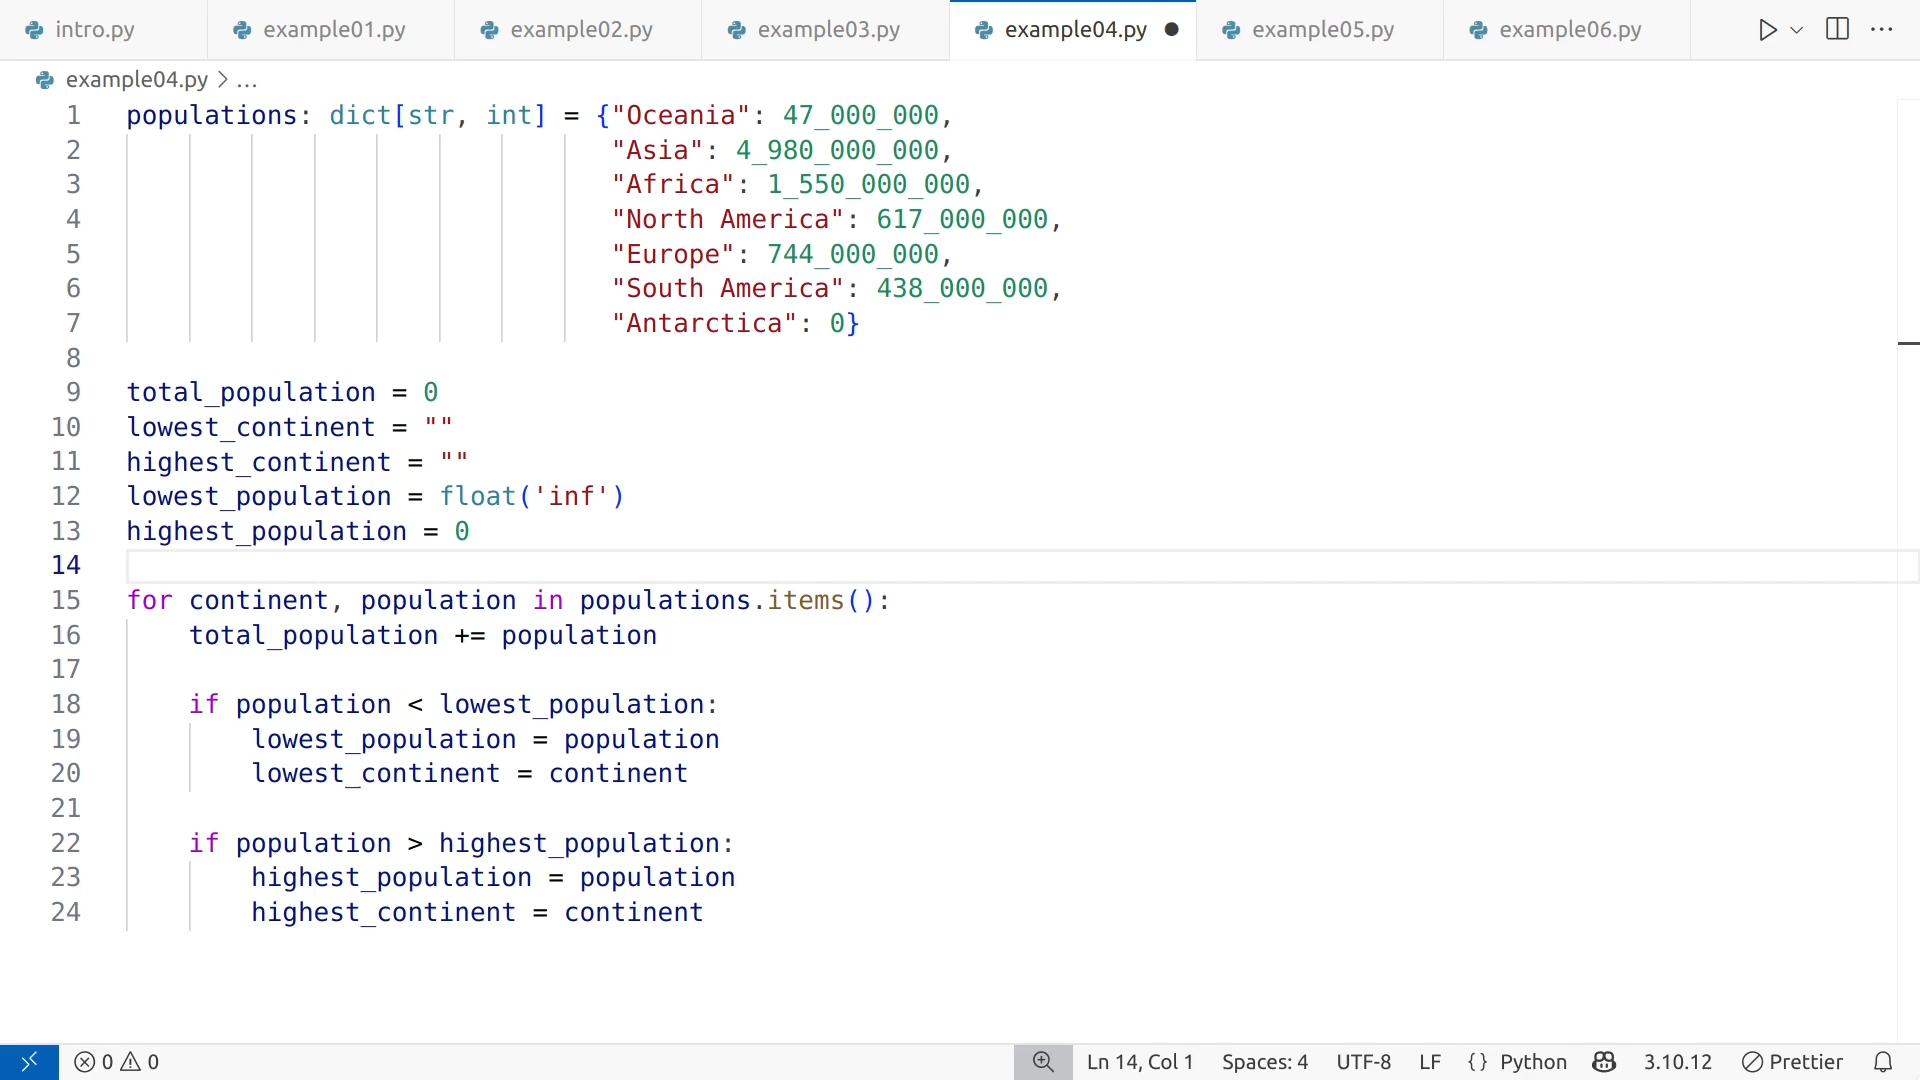 intro.py example01.py example02.py example03.py example04.py example05.py example06.py
example04.py > ...
1 populations: dict[str, int] = {"Oceania": 47_000_000,
2 "Asia": 4_980_000_000,
3 "Africa": 1_550_000_000,
4 "North America": 617_000_000,
5 "Europe": 744_000_000,
6 "South America": 438_000_000,
7 "Antarctica": 0}
8
9 total_population = 0
10 lowest_continent = ""
11 highest_continent = ""
12 lowest_population = float('inf')
13 highest_population = 0
14
15 for continent, population in populations.items():
16 total_population += population
17
18 if population < lowest_population:
19 lowest_population = population
20 lowest_continent = continent
21
22 if population > highest_population:
23 highest_population = population
24 highest_continent = continent
0 0 Ln 14, Col 1 Spaces: 4 UTF-8 LF {} Python 3.10.12 Prettier